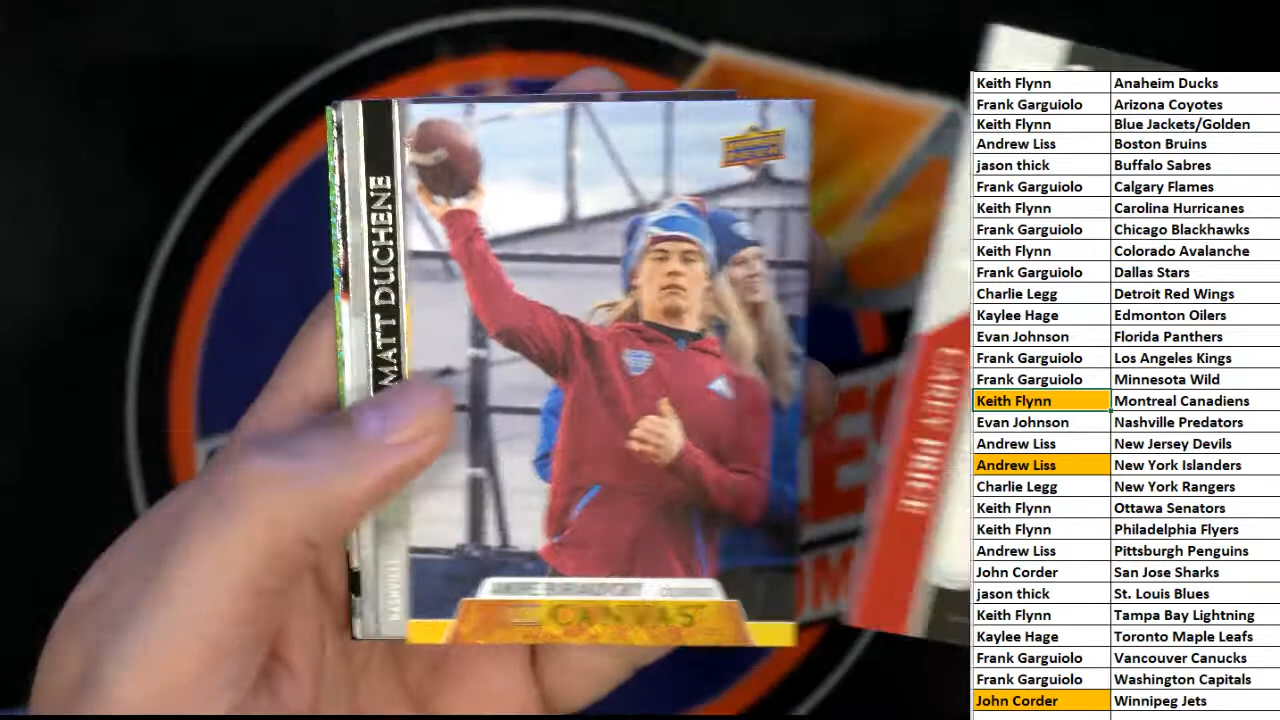 MATT DUCHENE
NASHVILLE
CANVAS
Keith Flynn Anaheim Ducks
Frank Garguiolo Arizona Coyotes
Keith Flynn Blue Jackets/Golden
Andrew Liss Boston Bruins
jason thick Buffalo Sabres
Frank Garguiolo Calgary Flames
Keith Flynn Carolina Hurricanes
Frank Garguiolo Chicago Blackhawks
Keith Flynn Colorado Avalanche
Frank Garguiolo Dallas Stars
Charlie Legg Detroit Red Wings
Kaylee Hage Edmonton Oilers
Evan Johnson Florida Panthers
Frank Garguiolo Los Angeles Kings
Frank Garguiolo Minnesota Wild
Keith Flynn Montreal Canadiens
Evan Johnson Nashville Predators
Andrew Liss New Jersey Devils
Andrew Liss New York Islanders
Charlie Legg New York Rangers
Keith Flynn Ottawa Senators
Keith Flynn Philadelphia Flyers
Andrew Liss Pittsburgh Penguins
John Corder San Jose Sharks
jason thick St. Louis Blues
Keith Flynn Tampa Bay Lightning
Kaylee Hage Toronto Maple Leafs
Frank Garguiolo Vancouver Canucks
Frank Garguiolo Washington Capitals
John Corder Winnipeg Jets